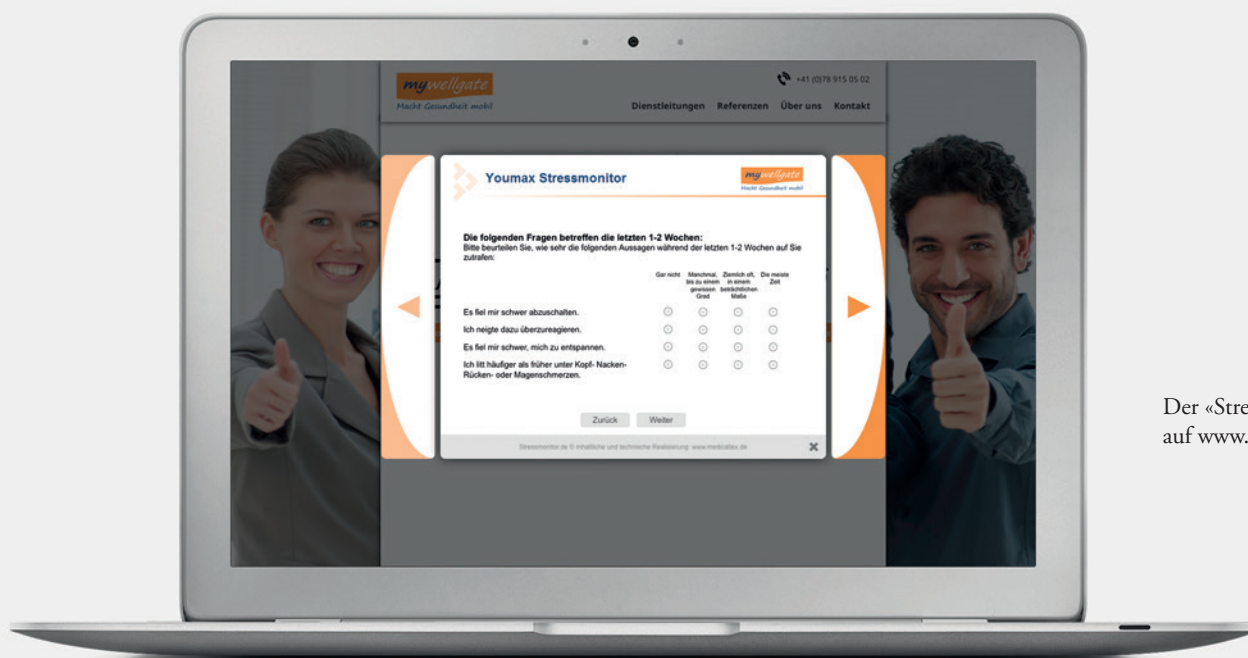 mywellgate
Macht Gesundheit mobil
+41 (0)78 915 05 02
Dienstleitungen Referenzen Über uns Kontakt
Youmax Stressmonitor
mywellgate
Macht Gesundheit mobil
Die folgenden Fragen betreffen die letzten 1-2 Wochen:
Bitte beurteilen Sie, wie sehr die folgenden Aussagen während der letzten 1-2 Wochen auf Sie
zutrafen:
Gar nicht
Manchmal,
bis zu einem
gewissen
Grad
Ziemlich oft,
in einem
beträchtlichen
Maße
Die meiste
Zeit
Es fiel mir schwer abzuschalten.
Ich neigte dazu überzureagieren.
Es fiel mir schwer, mich zu entspannen.
Ich litt häufiger als früher unter Kopf- Nacken-
Rücken- oder Magenschmerzen.
Zurück Weiter
Stressmonitor.de © Inhaltliche und technische Realisierung: www.medicaltex.de
Der «Stre
auf www.